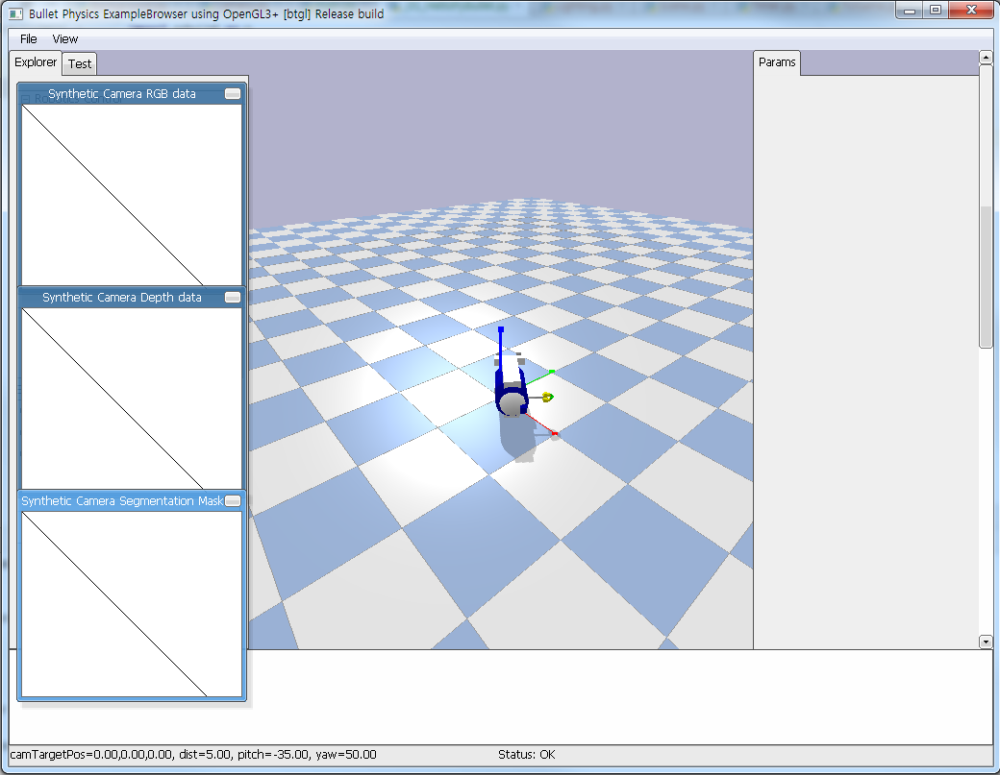 Bullet Physics ExampleBrowser using OpenGL3+ [btgl] Release build
File View
Explorer Test
Params
Synthetic Camera RGB data
Synthetic Camera Depth data
Synthetic Camera Segmentation Mask
camTargetPos=0.00,0.00,0.00, dist=5.00, pitch=-35.00, yaw=50.00
Status: OK